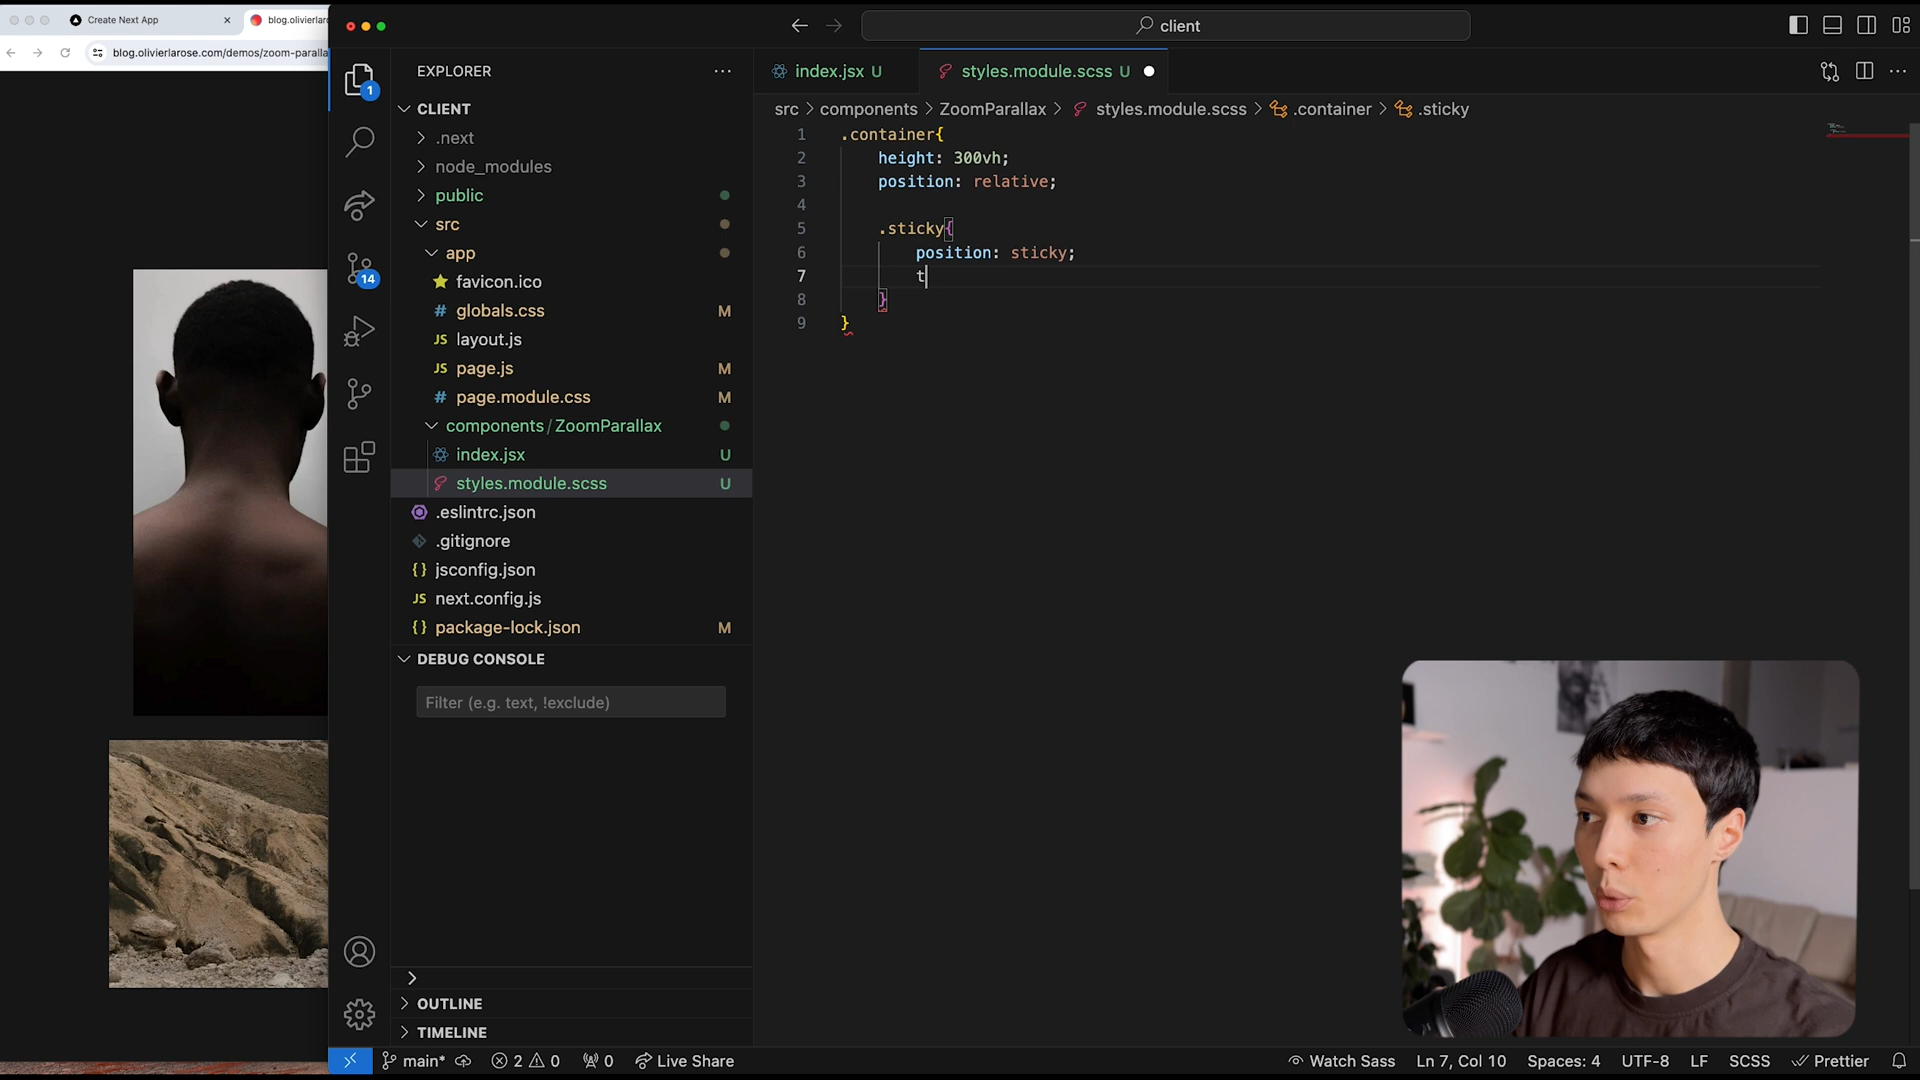 Create Next App
blog.olivierlaros
blog.olivierlarose.com/demos/zoom-paralla
client
EXPLORER
CLIENT
.next
node_modules
public
src
app
favicon.ico
globals.css M
layout.js
page.js M
page.module.css M
components/ZoomParallax
index.jsx U
styles.module.scss U
.eslintrc.json
.gitignore
jsconfig.json
next.config.js
package-lock.json M
DEBUG CONSOLE
Filter (e.g. text, !exclude)
OUTLINE
TIMELINE
1
14
index.jsx U
styles.module.scss U
src > components > ZoomParallax > styles.module.scss > .container > .sticky
1 .container{
2 height: 300vh;
3 position: relative;
4
5 .sticky{
6 position: sticky;
7 t
8 }
9 }
main* 2 0 0 Live Share
Watch Sass Ln 7, Col 10 Spaces: 4 UTF-8 LF SCSS Prettier